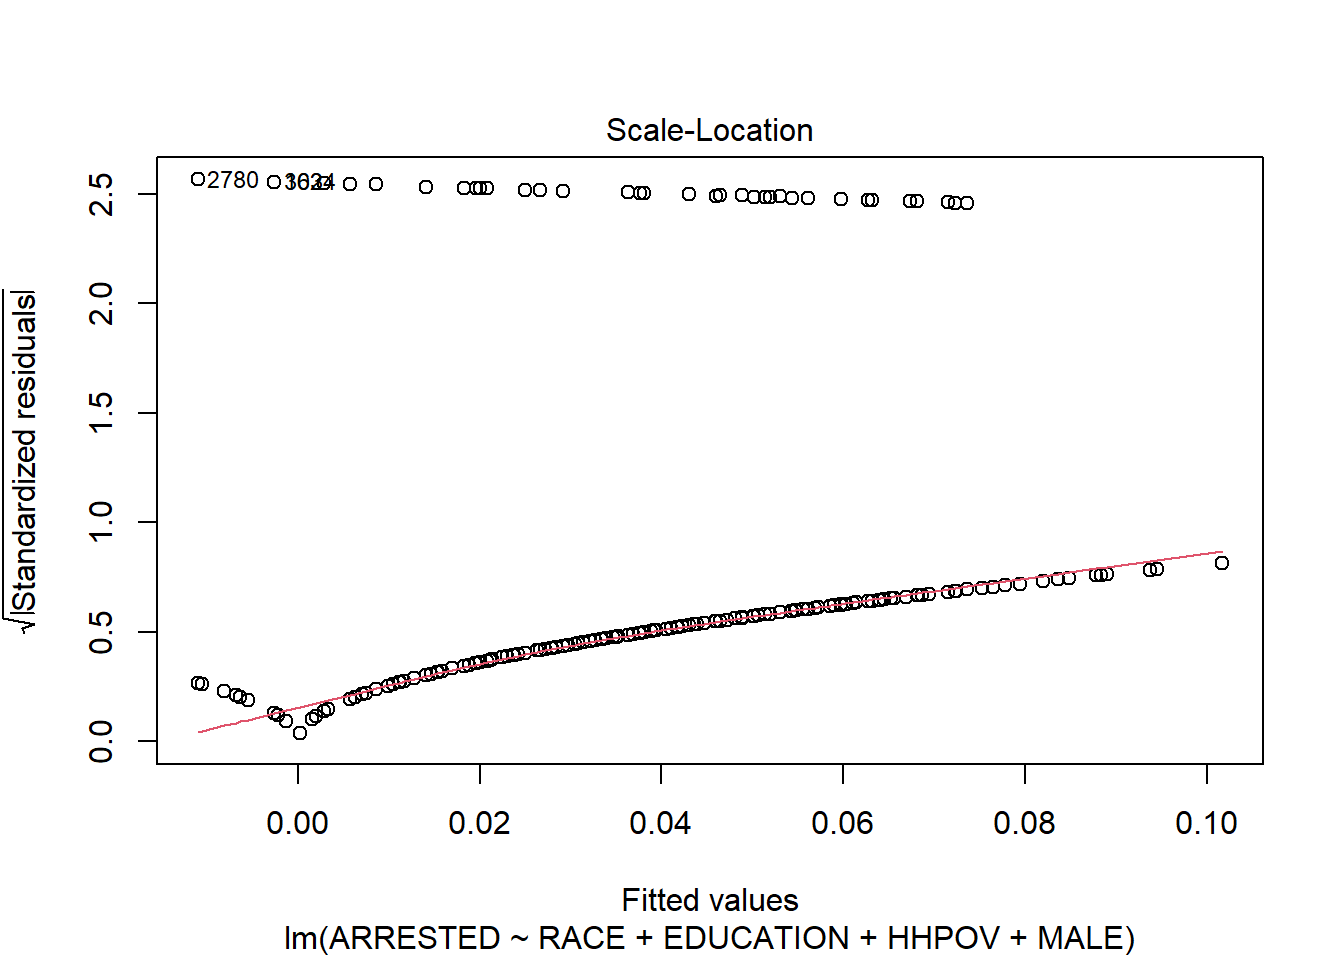 Scale-Location
2780
2.5
2.0
1.5
1.0
0.5
0.0
√|Standardized residuals|
0.00 0.02 0.04 0.06 0.08 0.10
Fitted values
lm(ARRESTED ~ RACE + EDUCATION + HHPOV + MALE)